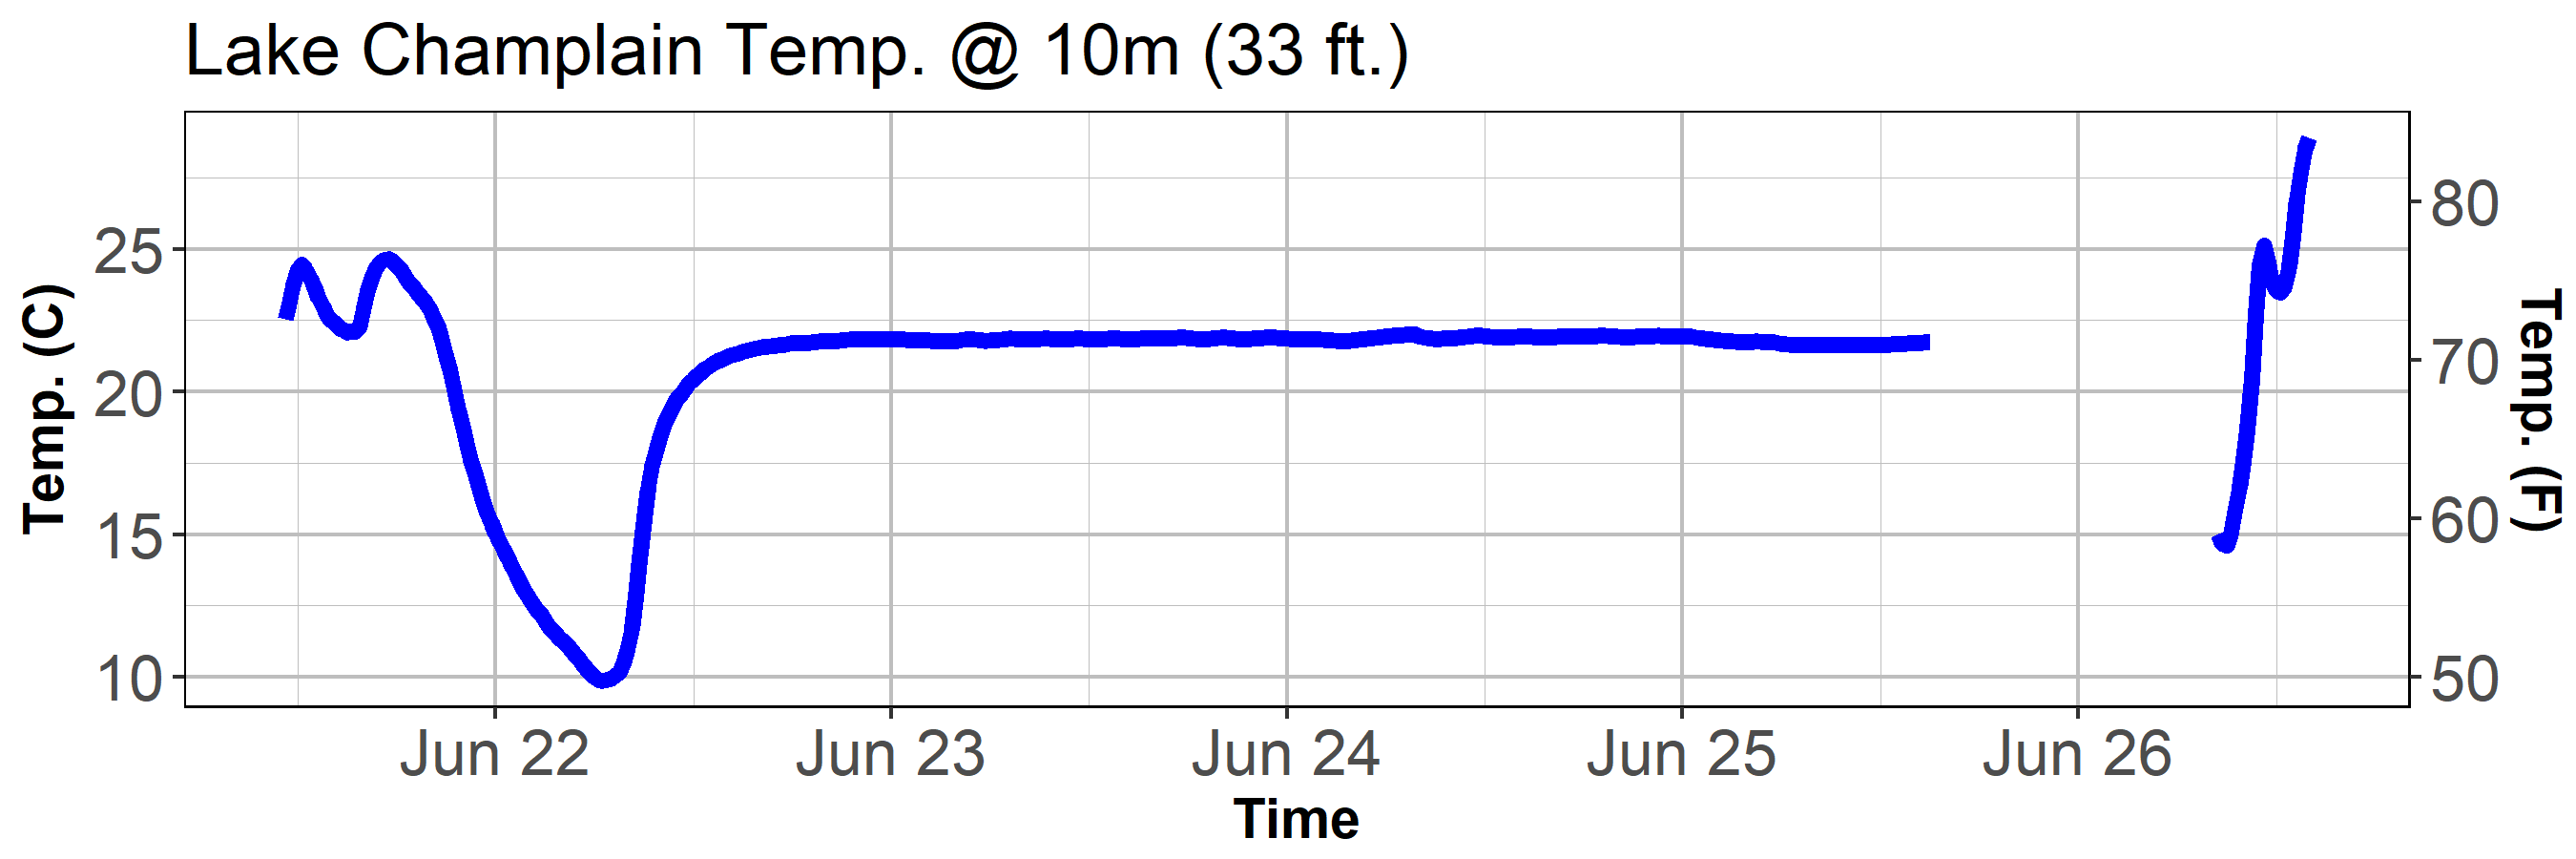 Lake Champlain Temp. @ 10m (33 ft.)
Temp. (C)
25
20
15
10
80
70
60
50
Temp. (F)
Jun 22 Jun 23 Jun 24 Jun 25 Jun 26
Time